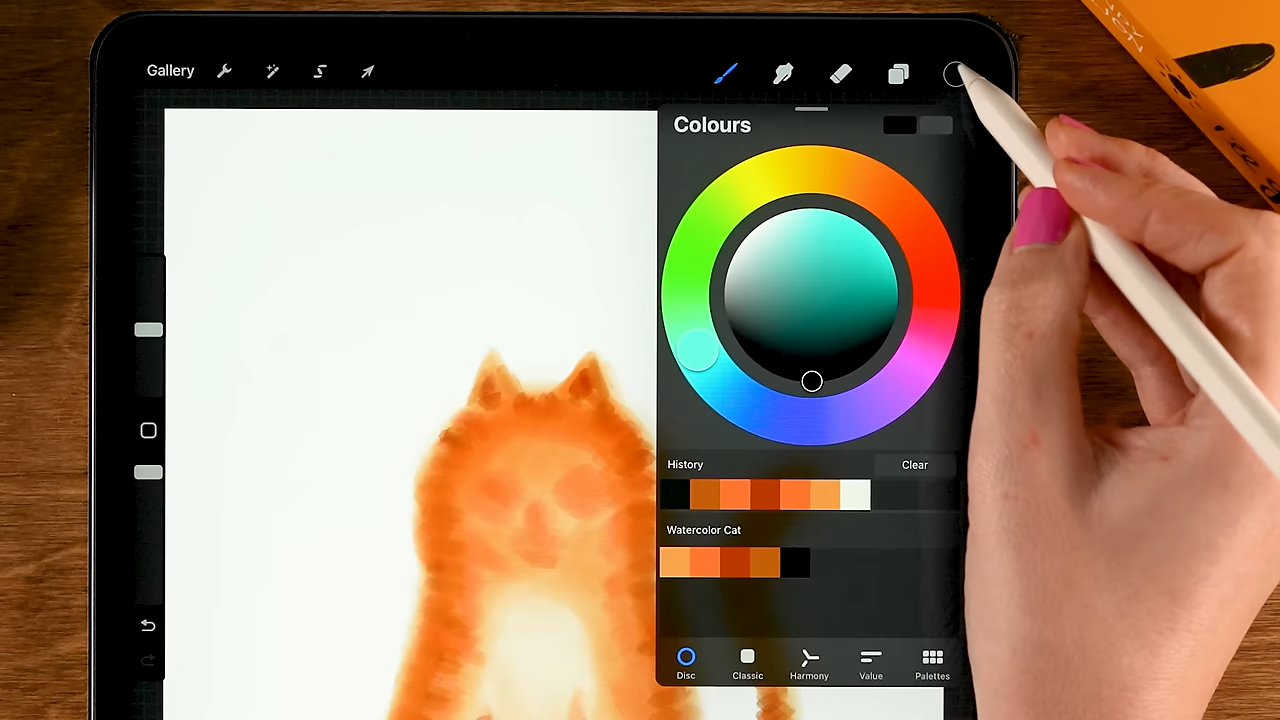 Gallery
Colours
History
Clear
Watercolor Cat
Disc
Classic
Harmony
Value
Palettes